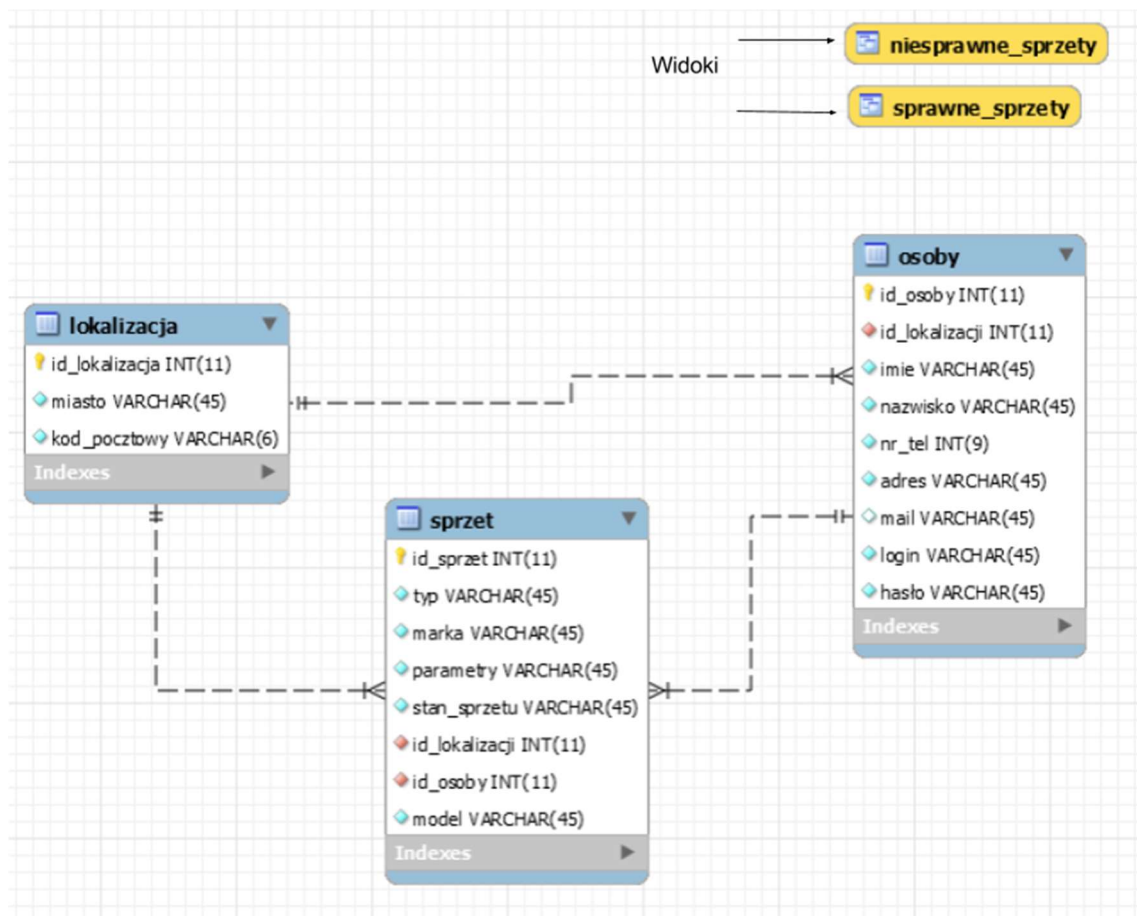 Widoki
niesprawne_sprzety
sprawne_sprzety
lokalizacja
id_lokalizacja INT(11)
miasto VARCHAR(45)
kod_pocztowy VARCHAR(6)
Indexes
sprzet
id_sprzet INT(11)
typ VARCHAR(45)
marka VARCHAR(45)
parametry VARCHAR(45)
stan_sprzetu VARCHAR(45)
id_lokalizacji INT(11)
id_osoby INT(11)
model VARCHAR(45)
Indexes
osoby
id_osoby INT(11)
id_lokalizacji INT(11)
imie VARCHAR(45)
nazwisko VARCHAR(45)
nr_tel INT(9)
adres VARCHAR(45)
mail VARCHAR(45)
login VARCHAR(45)
hasło VARCHAR(45)
Indexes